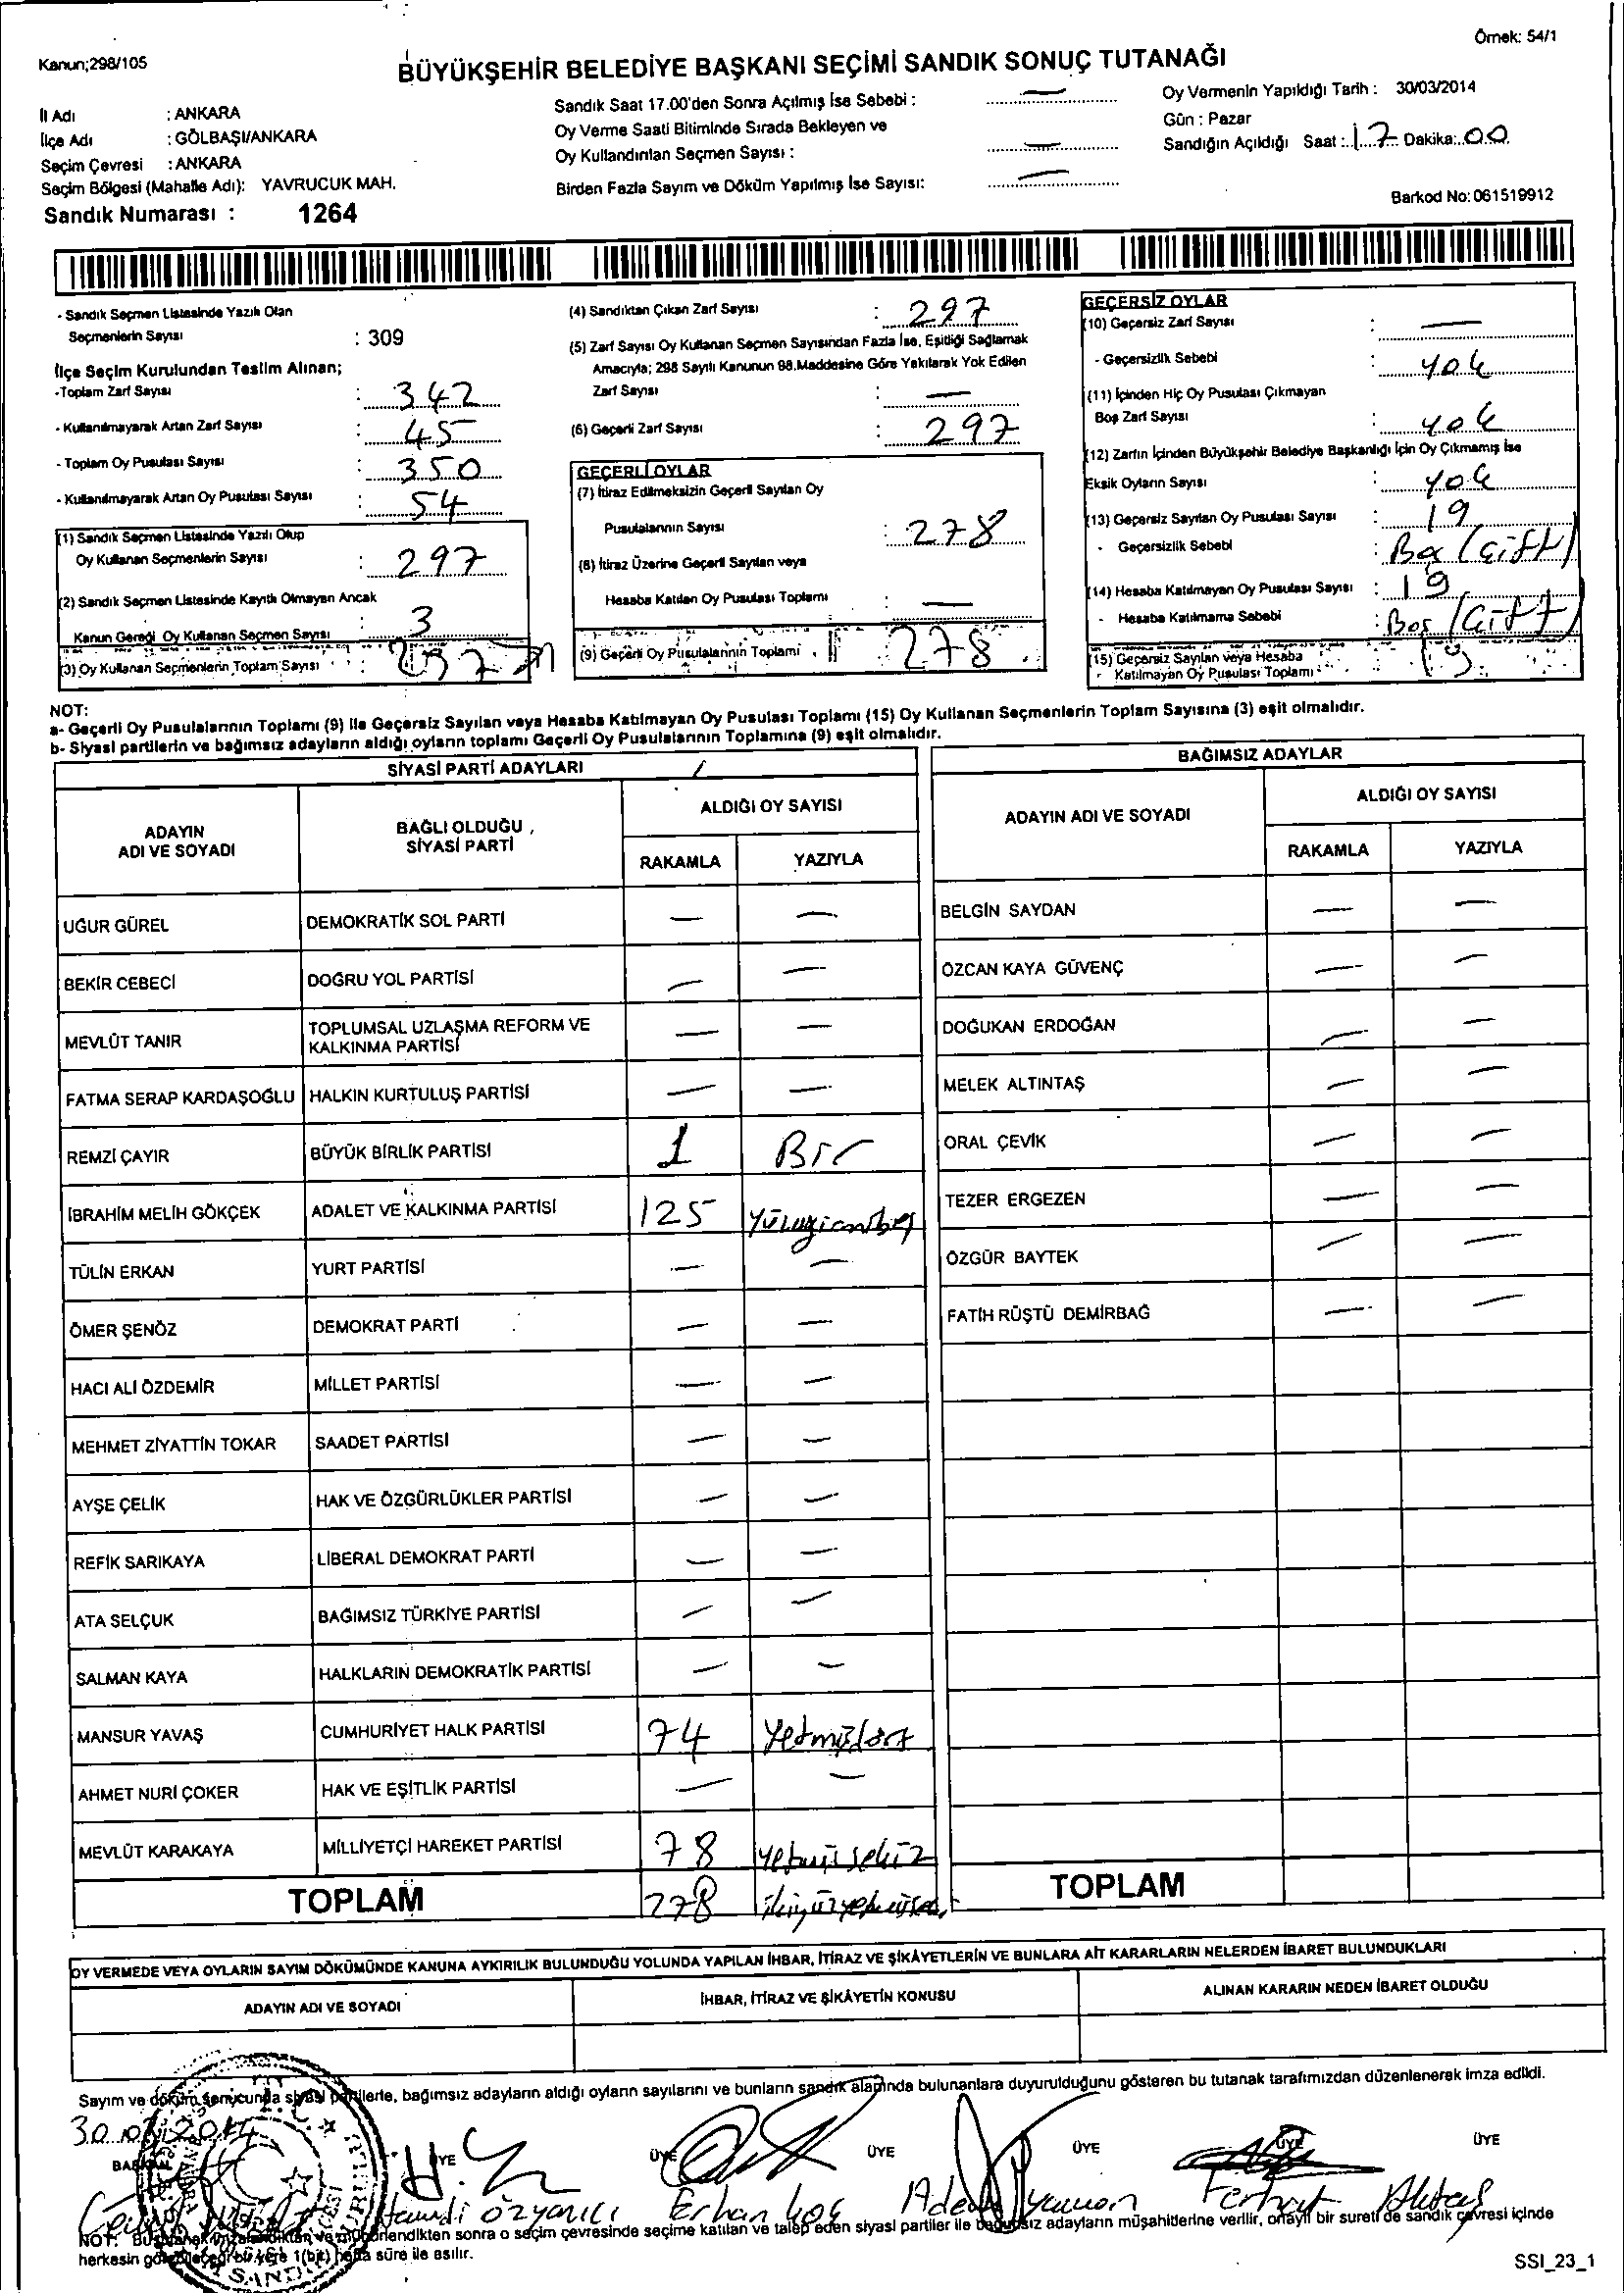 Örnek: 54/1
Kanun;298/105
BÜYÜKŞEHİR BELEDİYE BAŞKANI SEÇİMİ SANDIK SONUÇ TUTANAĞI
İl Adı : ANKARA
İlçe Adı : GÖLBAŞI/ANKARA
Seçim Çevresi : ANKARA
Seçim Bölgesi (Mahalle Adı): YAVRUCUK MAH.
Sandık Numarası : 1264
Sandık Saat 17.00'den Sonra Açılmış İse Sebebi : —
Oy Verme Saati Bitiminde Sırada Bekleyen ve
Oy Kullandırılan Seçmen Sayısı : —
Birden Fazla Sayım ve Döküm Yapılmış İse Sayısı: —
Oy Vermenin Yapıldığı Tarih : 30/03/2014
Gün : Pazar
Sandığın Açıldığı Saat : 17 Dakika: 00
Barkod No: 061519912
- Sandık Seçmen Listesinde Yazılı Olan
Seçmenlerin Sayısı : 309
İlçe Seçim Kurulundan Teslim Alınan;
-Toplam Zarf Sayısı : 342
- Kullanılmayarak Artan Zarf Sayısı : 45
- Toplam Oy Pusulası Sayısı : 350
- Kullanılmayarak Artan Oy Pusulası Sayısı : 54
(1) Sandık Seçmen Listesinde Yazılı Olup
Oy Kullanan Seçmenlerin Sayısı : 297
(2) Sandık Seçmen Listesinde Kayıtlı Olmayan Ancak
Kanun Gereği Oy Kullanan Seçmen Sayısı : 3
(3) Oy Kullanan Seçmenlerin Toplam Sayısı : 297
(4) Sandıktan Çıkan Zarf Sayısı : 297
(5) Zarf Sayısı Oy Kullanan Seçmen Sayısından Fazla İse, Eşitliği Sağlamak
Amacıyla; 298 Sayılı Kanunun 98.Maddesine Göre Yakılarak Yok Edilen
Zarf Sayısı : —
(6) Geçerli Zarf Sayısı : 297
GEÇERLİ OYLAR
(7) İtiraz Edilmeksizin Geçerli Sayılan Oy
Pusulalarının Sayısı : 278
(8) İtiraz Üzerine Geçerli Sayılan veya
Hesaba Katılan Oy Pusulası Toplamı : —
(9) Geçerli Oy Pusulalarının Toplamı : 278
GEÇERSİZ OYLAR
(10) Geçersiz Zarf Sayısı : —
- Geçersizlik Sebebi : yok
(11) İçinden Hiç Oy Pusulası Çıkmayan
Boş Zarf Sayısı : yok
(12) Zarfın İçinden Büyükşehir Belediye Başkanlığı İçin Oy Çıkmamış İse
Eksik Oyların Sayısı : yok
(13) Geçersiz Sayılan Oy Pusulası Sayısı : 19
- Geçersizlik Sebebi : Boş (Çift)
(14) Hesaba Katılmayan Oy Pusulası Sayısı : 19
- Hesaba Katılmama Sebebi : Boş (Çift)
(15) Geçersiz Sayılan veya Hesaba
Katılmayan Oy Pusulası Toplamı : 19
NOT:
a- Geçerli Oy Pusulalarının Toplamı (9) ile Geçersiz Sayılan veya Hesaba Katılmayan Oy Pusulası Toplamı (15) Oy Kullanan Seçmenlerin Toplam Sayısına (3) eşit olmalıdır.
b- Siyasi partilerin ve bağımsız adayların aldığı oyların toplamı Geçerli Oy Pusulalarının Toplamına (9) eşit olmalıdır.
SİYASİ PARTİ ADAYLARI
ADAYIN ADI VE SOYADI BAĞLI OLDUĞU SİYASİ PARTİ ALDIĞI OY SAYISI
RAKAMLA YAZIYLA
UĞUR GÜREL DEMOKRATİK SOL PARTİ — —
BEKİR CEBECİ DOĞRU YOL PARTİSİ — —
MEVLÜT TANIR TOPLUMSAL UZLAŞMA REFORM VE KALKINMA PARTİSİ — —
FATMA SERAP KARDAŞOĞLU HALKIN KURTULUŞ PARTİSİ — —
REMZİ ÇAYIR BÜYÜK BİRLİK PARTİSİ 1 Bir
İBRAHİM MELİH GÖKÇEK ADALET VE KALKINMA PARTİSİ 125 Yüzyirmibeş
TÜLİN ERKAN YURT PARTİSİ — —
ÖMER ŞENÖZ DEMOKRAT PARTİ — —
HACI ALİ ÖZDEMİR MİLLET PARTİSİ — —
MEHMET ZİYATTİN TOKAR SAADET PARTİSİ — —
AYŞE ÇELİK HAK VE ÖZGÜRLÜKLER PARTİSİ — —
REFİK SARIKAYA LİBERAL DEMOKRAT PARTİ — —
ATA SELÇUK BAĞIMSIZ TÜRKİYE PARTİSİ — —
SALMAN KAYA HALKLARIN DEMOKRATİK PARTİSİ — —
MANSUR YAVAŞ CUMHURİYET HALK PARTİSİ 74 Yetmişdört
AHMET NURİ ÇOKER HAK VE EŞİTLİK PARTİSİ — —
MEVLÜT KARAKAYA MİLLİYETÇİ HAREKET PARTİSİ 78 yetmişsekiz
TOPLAM 278
BAĞIMSIZ ADAYLAR
ADAYIN ADI VE SOYADI ALDIĞI OY SAYISI
RAKAMLA YAZIYLA
BELGİN SAYDAN — —
ÖZCAN KAYA GÜVENÇ — —
DOĞUKAN ERDOĞAN — —
MELEK ALTINTAŞ — —
ORAL ÇEVİK — —
TEZER ERGEZEN — —
ÖZGÜR BAYTEK — —
FATİH RÜŞTÜ DEMİRBAĞ — —
TOPLAM
OY VERMEDE VEYA OYLARIN SAYIM DÖKÜMÜNDE KANUNA AYKIRILIK BULUNDUĞU YOLUNDA YAPILAN İHBAR, İTİRAZ VE ŞİKÂYETLERİN VE BUNLARA AİT KARARLARIN NELERDEN İBARET BULUNDUKLARI
ADAYIN ADI VE SOYADI İHBAR, İTİRAZ VE ŞİKÂYETİN KONUSU ALINAN KARARIN NEDEN İBARET OLDUĞU
Sayım ve döküm sonucunda siyasi partilerle, bağımsız adayların aldığı oyların sayılarını ve bunların sandık alanında bulunanlara duyurulduğunu gösteren bu tutanak tarafımızdan düzenlenerek imza edildi.
30.03.2014
BAŞKAN ÜYE ÜYE ÜYE ÜYE ÜYE ÜYE
Hamdi Özyanıcı Erhan Koç Adem Yaman Ferhat Aktaş
sonra o seçim çevresinde seçime katılan ve talep eden siyasi partiler ile bağımsız adayların müşahitlerine verilir, onaylı bir sureti de sandık çevresi içinde
herkesin göreceği bir yere 1(bir) hafta süre ile asılır.
SSI_23_1